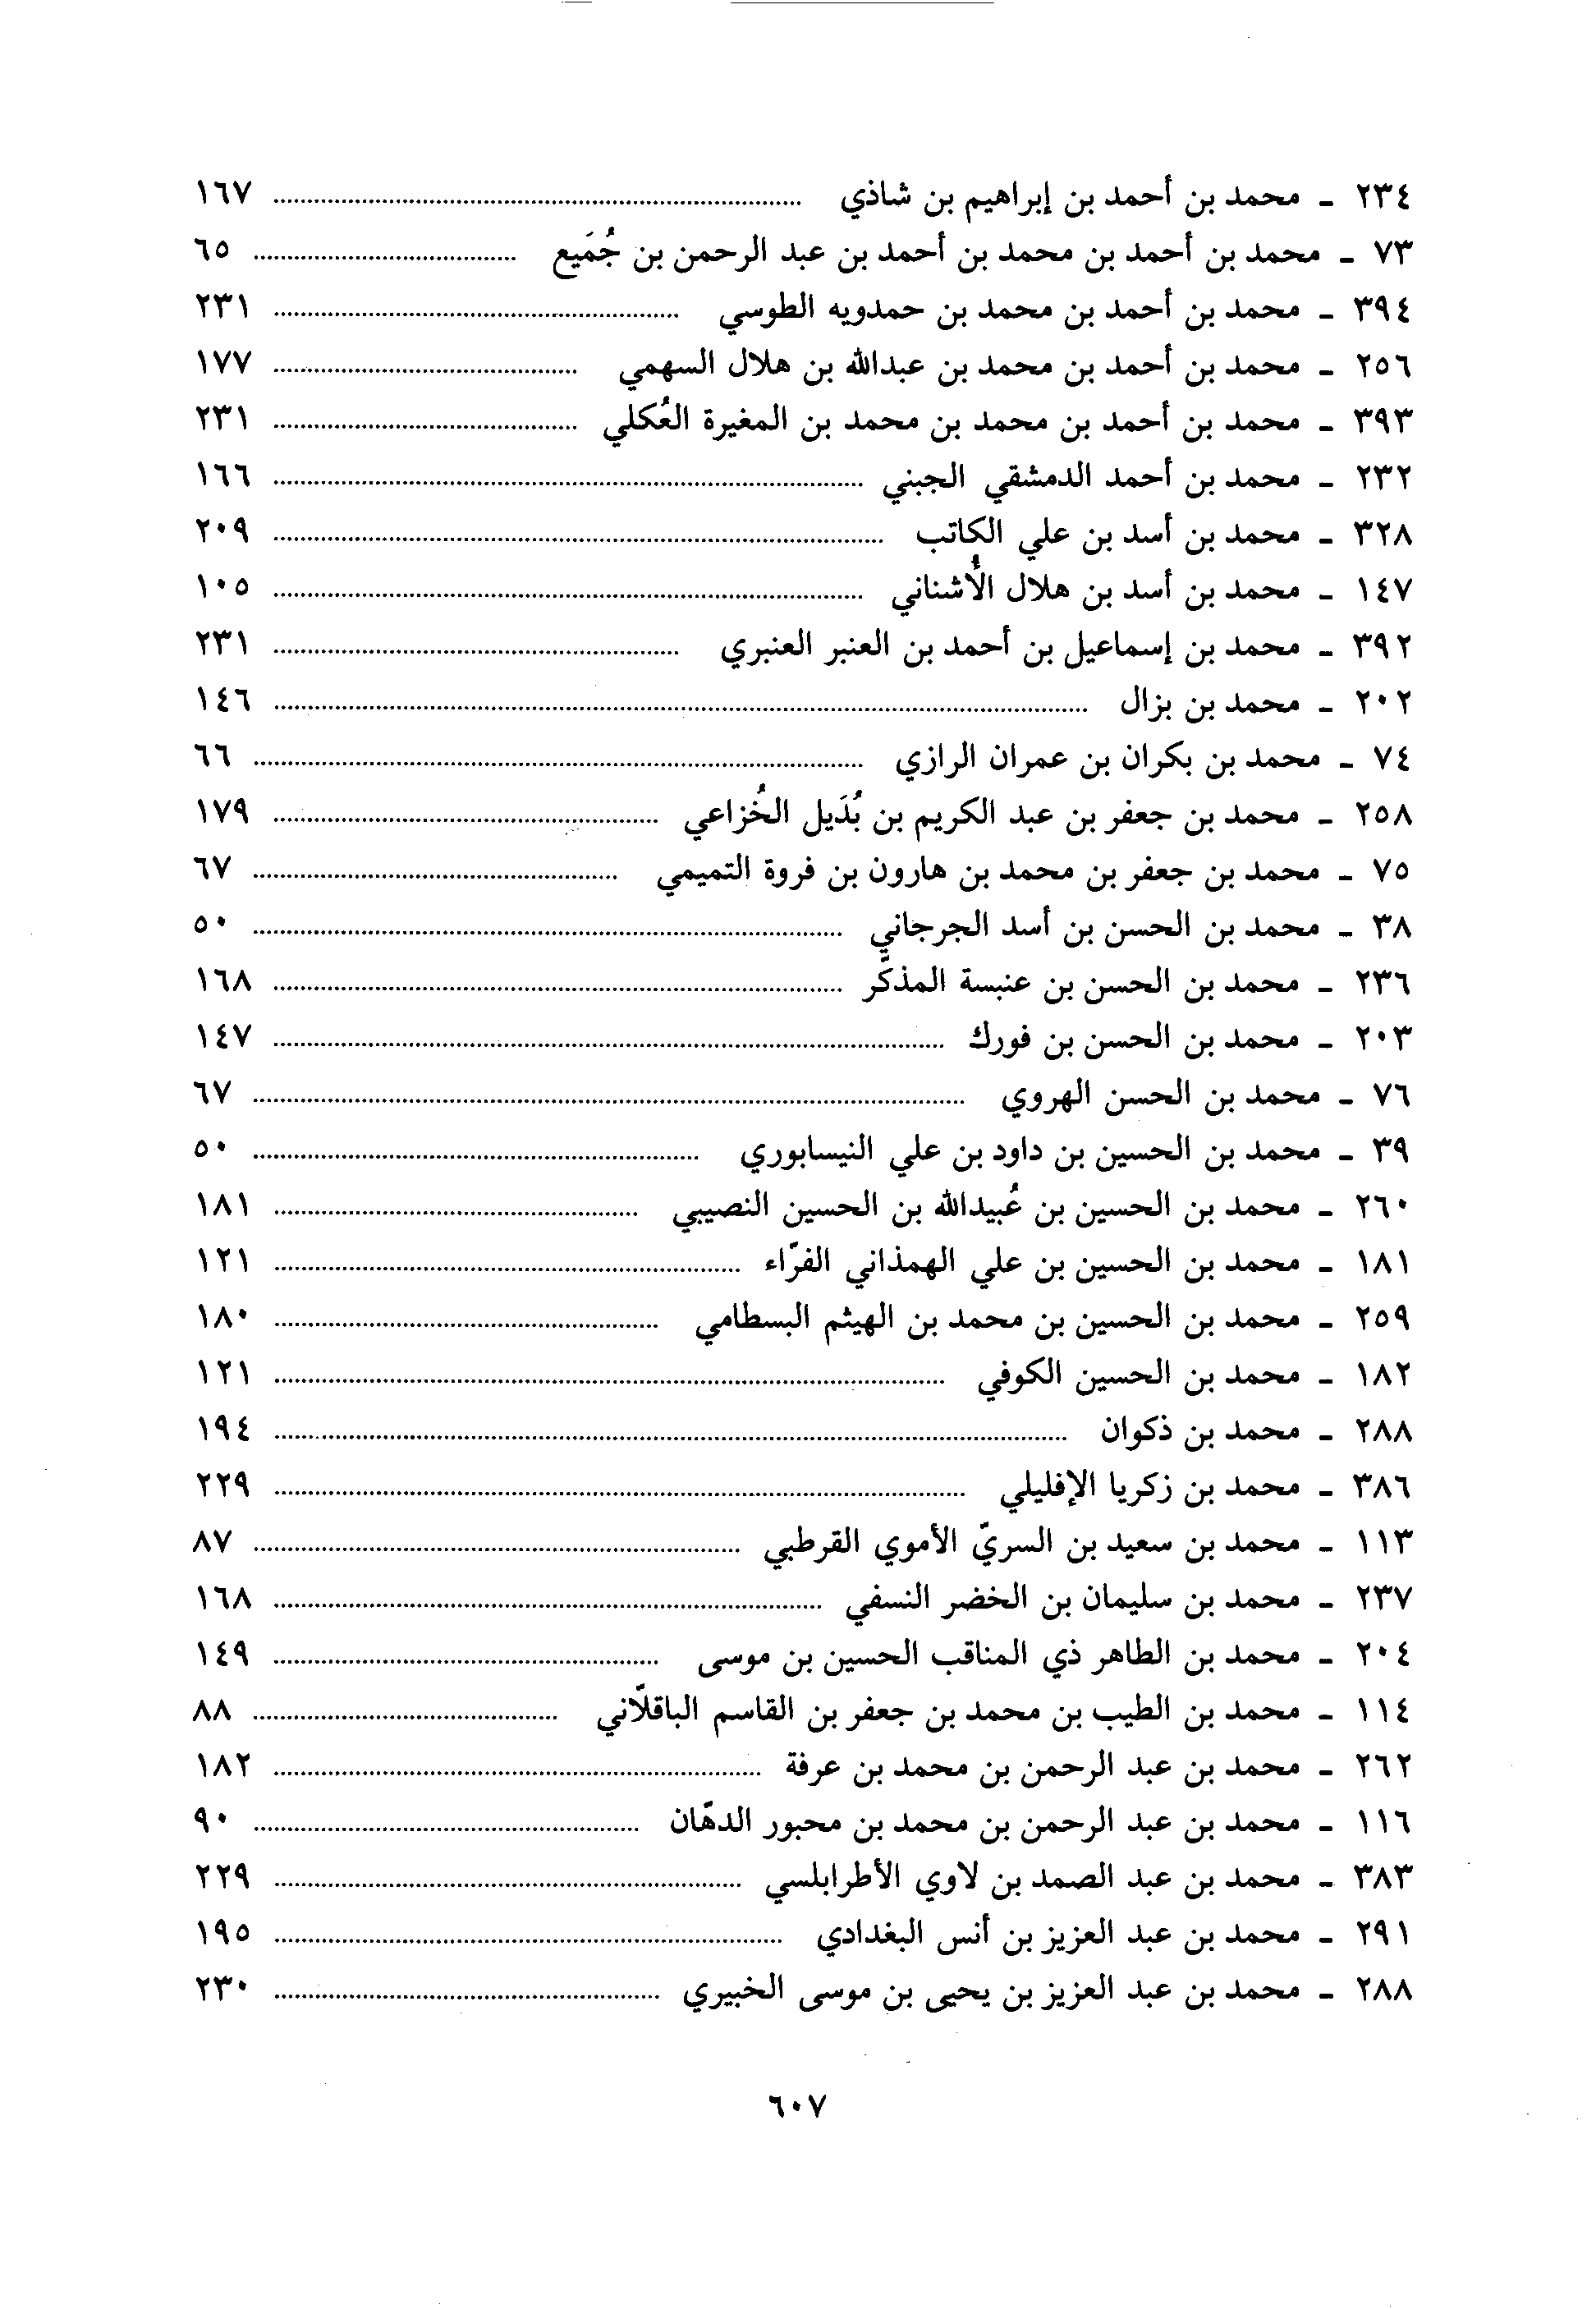 ٢٣٤ - محمد بن أحمد بن إبراهيم بن شاذي ........ ١٦٧
٧٣ - محمد بن أحمد بن محمد بن أحمد بن عبد الرحمن بن جُمَيع ........ ٦٥
٣٩٤ - محمد بن أحمد بن محمد بن حمدويه الطوسي ........ ٢٣١
٢٥٦ - محمد بن أحمد بن محمد بن عبدالله بن هلال السهمي ........ ١٧٧
٣٩٣ - محمد بن أحمد بن محمد بن محمد بن المغيرة العُكلي ........ ٢٣١
٢٣٢ - محمد بن أحمد الدمشقي الجبني ........ ١٦٦
٣٢٨ - محمد بن أسد بن علي الكاتب ........ ٢٠٩
١٤٧ - محمد بن أسد بن هلال الأُشناني ........ ١٠٥
٣٩٢ - محمد بن إسماعيل بن أحمد بن العنبر العنبري ........ ٢٣١
٢٠٢ - محمد بن بزال ........ ١٤٦
٧٤ - محمد بن بكران بن عمران الرازي ........ ٦٦
٢٥٨ - محمد بن جعفر بن عبد الكريم بن بُدَيل الخُزاعي ........ ١٧٩
٧٥ - محمد بن جعفر بن محمد بن هارون بن فروة التميمي ........ ٦٧
٣٨ - محمد بن الحسن بن أسد الجرجاني ........ ٥٠
٢٣٦ - محمد بن الحسن بن عنبسة المذكّر ........ ١٦٨
٢٠٣ - محمد بن الحسن بن فورك ........ ١٤٧
٧٦ - محمد بن الحسن الهروي ........ ٦٧
٣٩ - محمد بن الحسين بن داود بن علي النيسابوري ........ ٥٠
٢٦٠ - محمد بن الحسين بن عُبيدالله بن الحسين النصيبي ........ ١٨١
١٨١ - محمد بن الحسين بن علي الهمذاني الفرّاء ........ ١٢١
٢٥٩ - محمد بن الحسين بن محمد بن الهيثم البسطامي ........ ١٨٠
١٨٢ - محمد بن الحسين الكوفي ........ ١٢١
٢٨٨ - محمد بن ذكوان ........ ١٩٤
٣٨٦ - محمد بن زكريا الإفليلي ........ ٢٢٩
١١٣ - محمد بن سعيد بن السريّ الأموي القرطبي ........ ٨٧
٢٣٧ - محمد بن سليمان بن الخضر النسفي ........ ١٦٨
٢٠٤ - محمد بن الطاهر ذي المناقب الحسين بن موسى ........ ١٤٩
١١٤ - محمد بن الطيب بن محمد بن جعفر بن القاسم الباقلّاني ........ ٨٨
٢٦٢ - محمد بن عبد الرحمن بن محمد بن عرفة ........ ١٨٢
١١٦ - محمد بن عبد الرحمن بن محمد بن محبور الدهّان ........ ٩٠
٣٨٣ - محمد بن عبد الصمد بن لاوي الأطرابلسي ........ ٢٢٩
٢٩١ - محمد بن عبد العزيز بن أنس البغدادي ........ ١٩٥
٢٨٨ - محمد بن عبد العزيز بن يحيى بن موسى الخبيري ........ ٢٣٠
٦٠٧